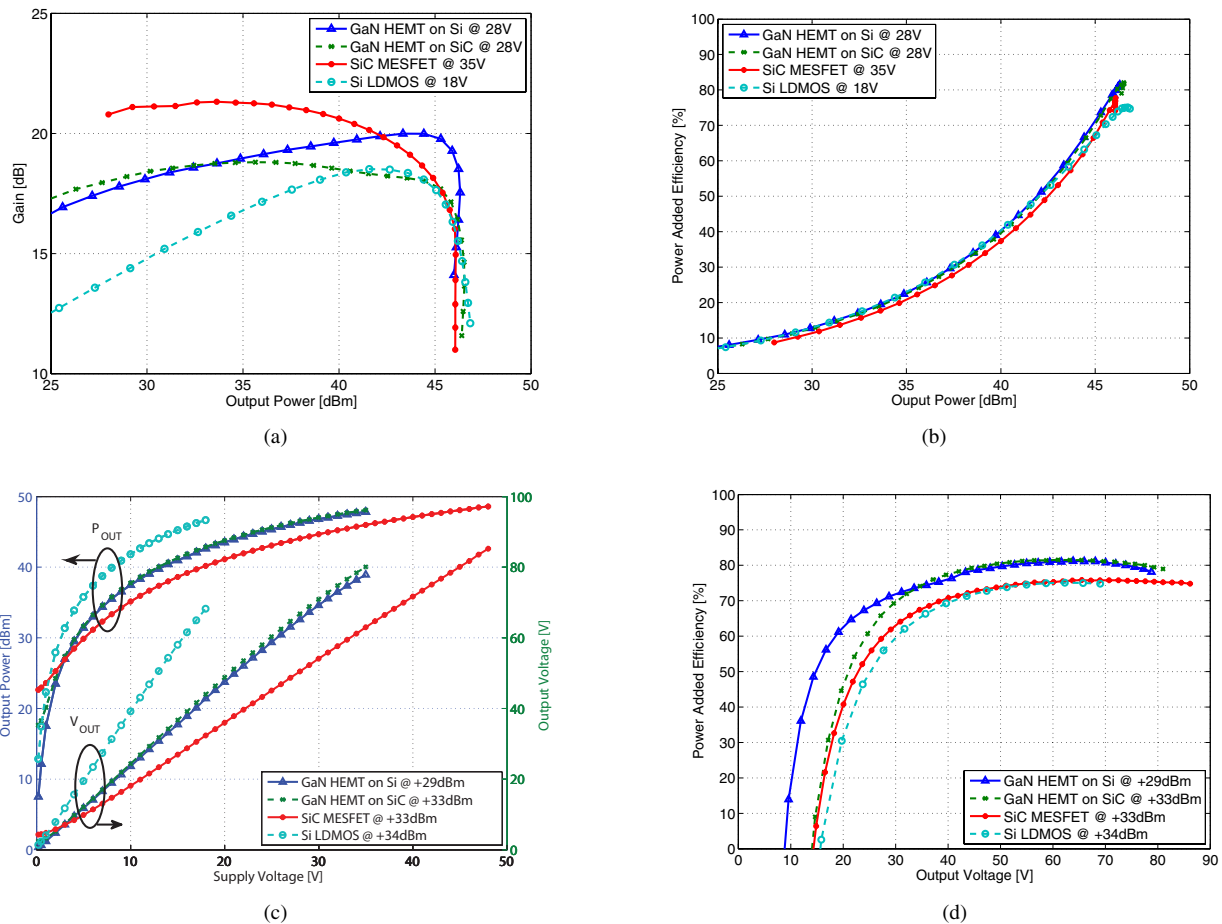 25
20
15
10
25
30
35
40
45
50
Gain [dB]
Output Power [dBm]
GaN HEMT on Si @ 28V
GaN HEMT on SiC @ 28V
SiC MESFET @ 35V
Si LDMOS @ 18V
(a)
100
90
80
70
60
50
40
30
20
10
0
25
30
35
40
45
50
Power Added Efficiency [%]
Ouput Power [dBm]
GaN HEMT on Si @ 28V
GaN HEMT on SiC @ 28V
SiC MESFET @ 35V
Si LDMOS @ 18V
(b)
50
40
30
20
10
0
100
80
60
40
20
0
0
10
20
30
40
50
Output Power [dBm]
Output Voltage [V]
Supply Voltage [V]
POUT
VOUT
GaN HEMT on Si @ +29dBm
GaN HEMT on SiC @ +33dBm
SiC MESFET @ +33dBm
Si LDMOS @ +34dBm
(c)
100
90
80
70
60
50
40
30
20
10
0
0
10
20
30
40
50
60
70
80
90
Power Added Efficiency [%]
Output Voltage [V]
GaN HEMT on Si @ +29dBm
GaN HEMT on SiC @ +33dBm
SiC MESFET @ +33dBm
Si LDMOS @ +34dBm
(d)